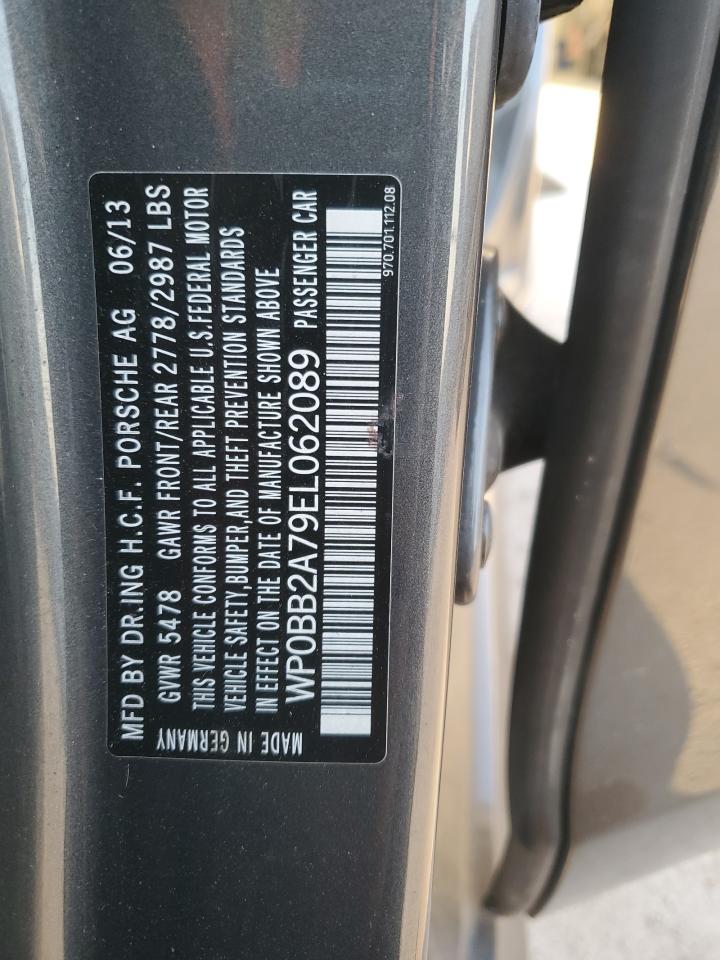 MFD BY DR.ING H.C.F. PORSCHE AG 06/13
GVWR 5478 GAWR FRONT/REAR 2778/2987 LBS
THIS VEHICLE CONFORMS TO ALL APPLICABLE U.S.FEDERAL MOTOR
VEHICLE SAFETY,BUMPER,AND THEFT PREVENTION STANDARDS
IN EFFECT ON THE DATE OF MANUFACTURE SHOWN ABOVE
WP0BB2A79EL062089 PASSENGER CAR
MADE IN GERMANY
970.701.112.08